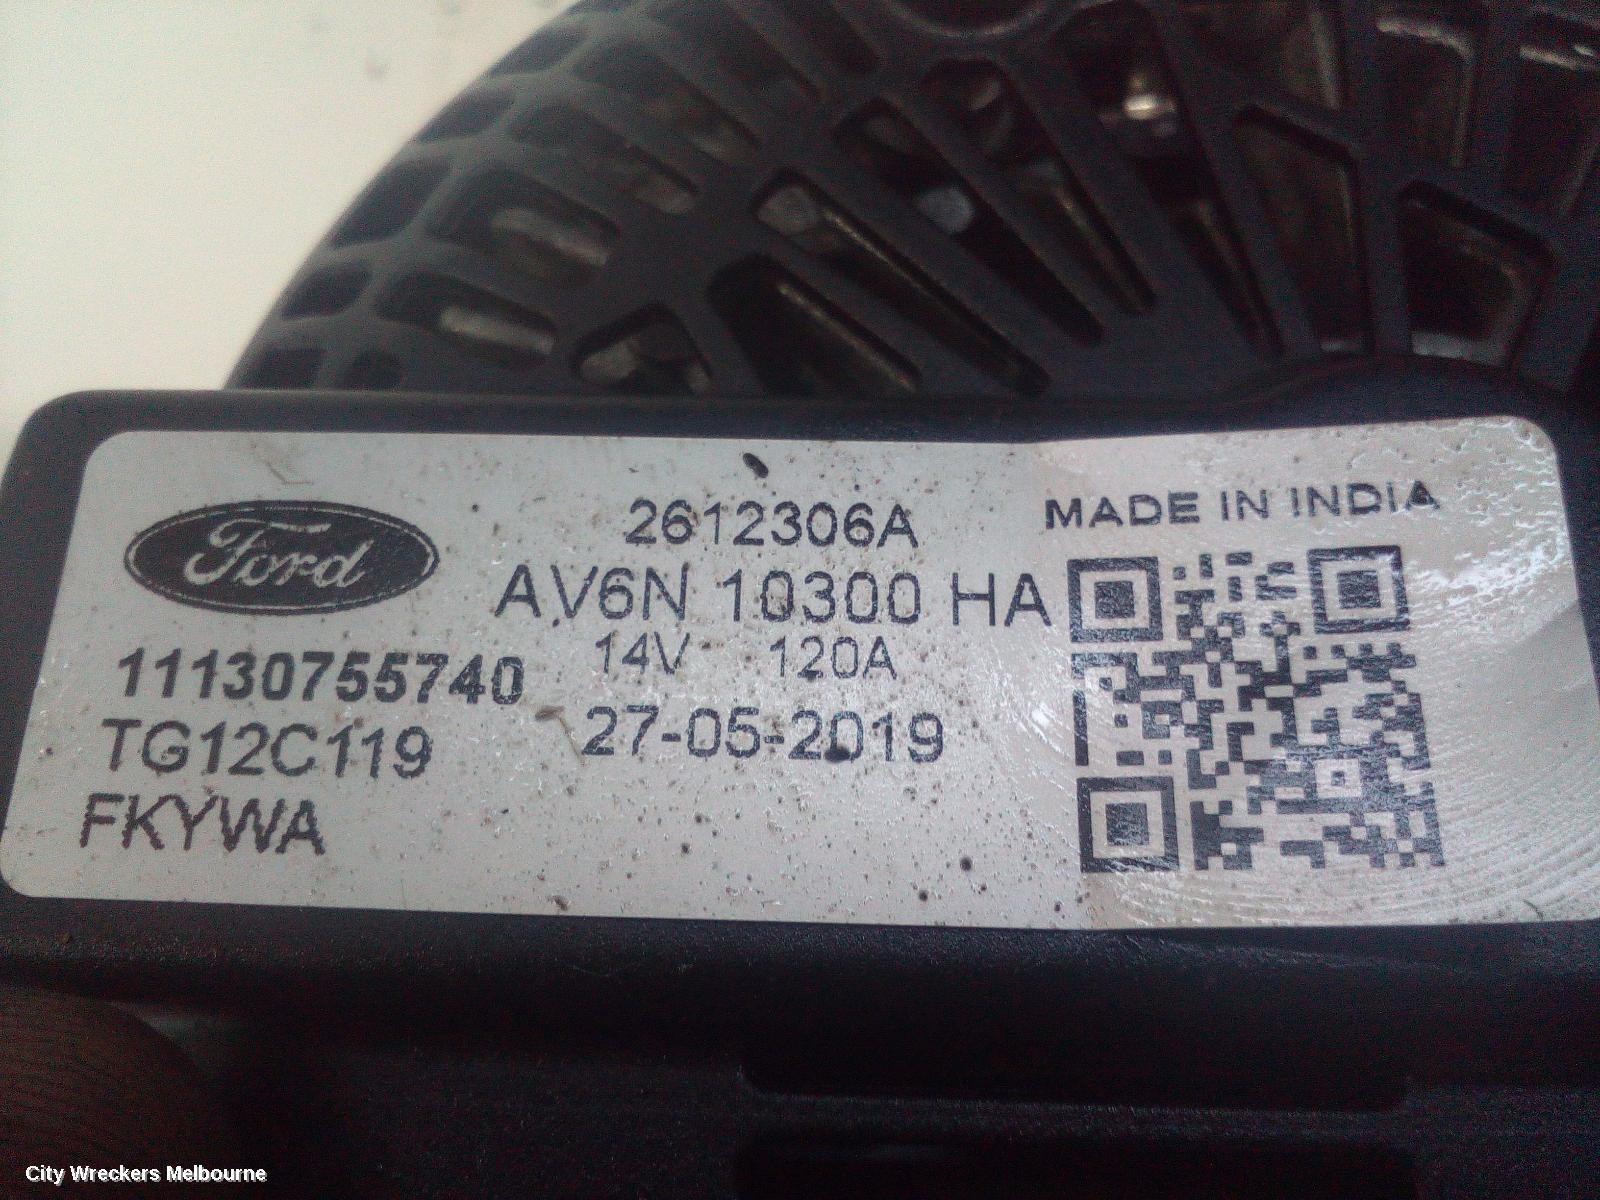 Ford
2612306A
MADE IN INDIA
AV6N 10300 HA
14V 120A
11130755740
27-05-2019
TG12C119
FKYWA
City Wreckers Melbourne